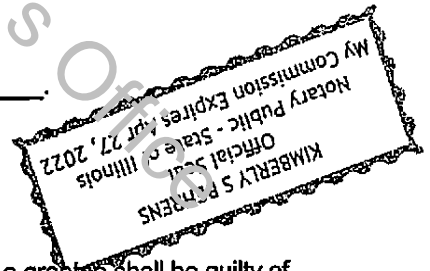 s Office
KIMBERLY S BEHRENS
Official Seal
Notary Public - State of Illinois
My Commission Expires Apr 27, 2022
shall be guilty of